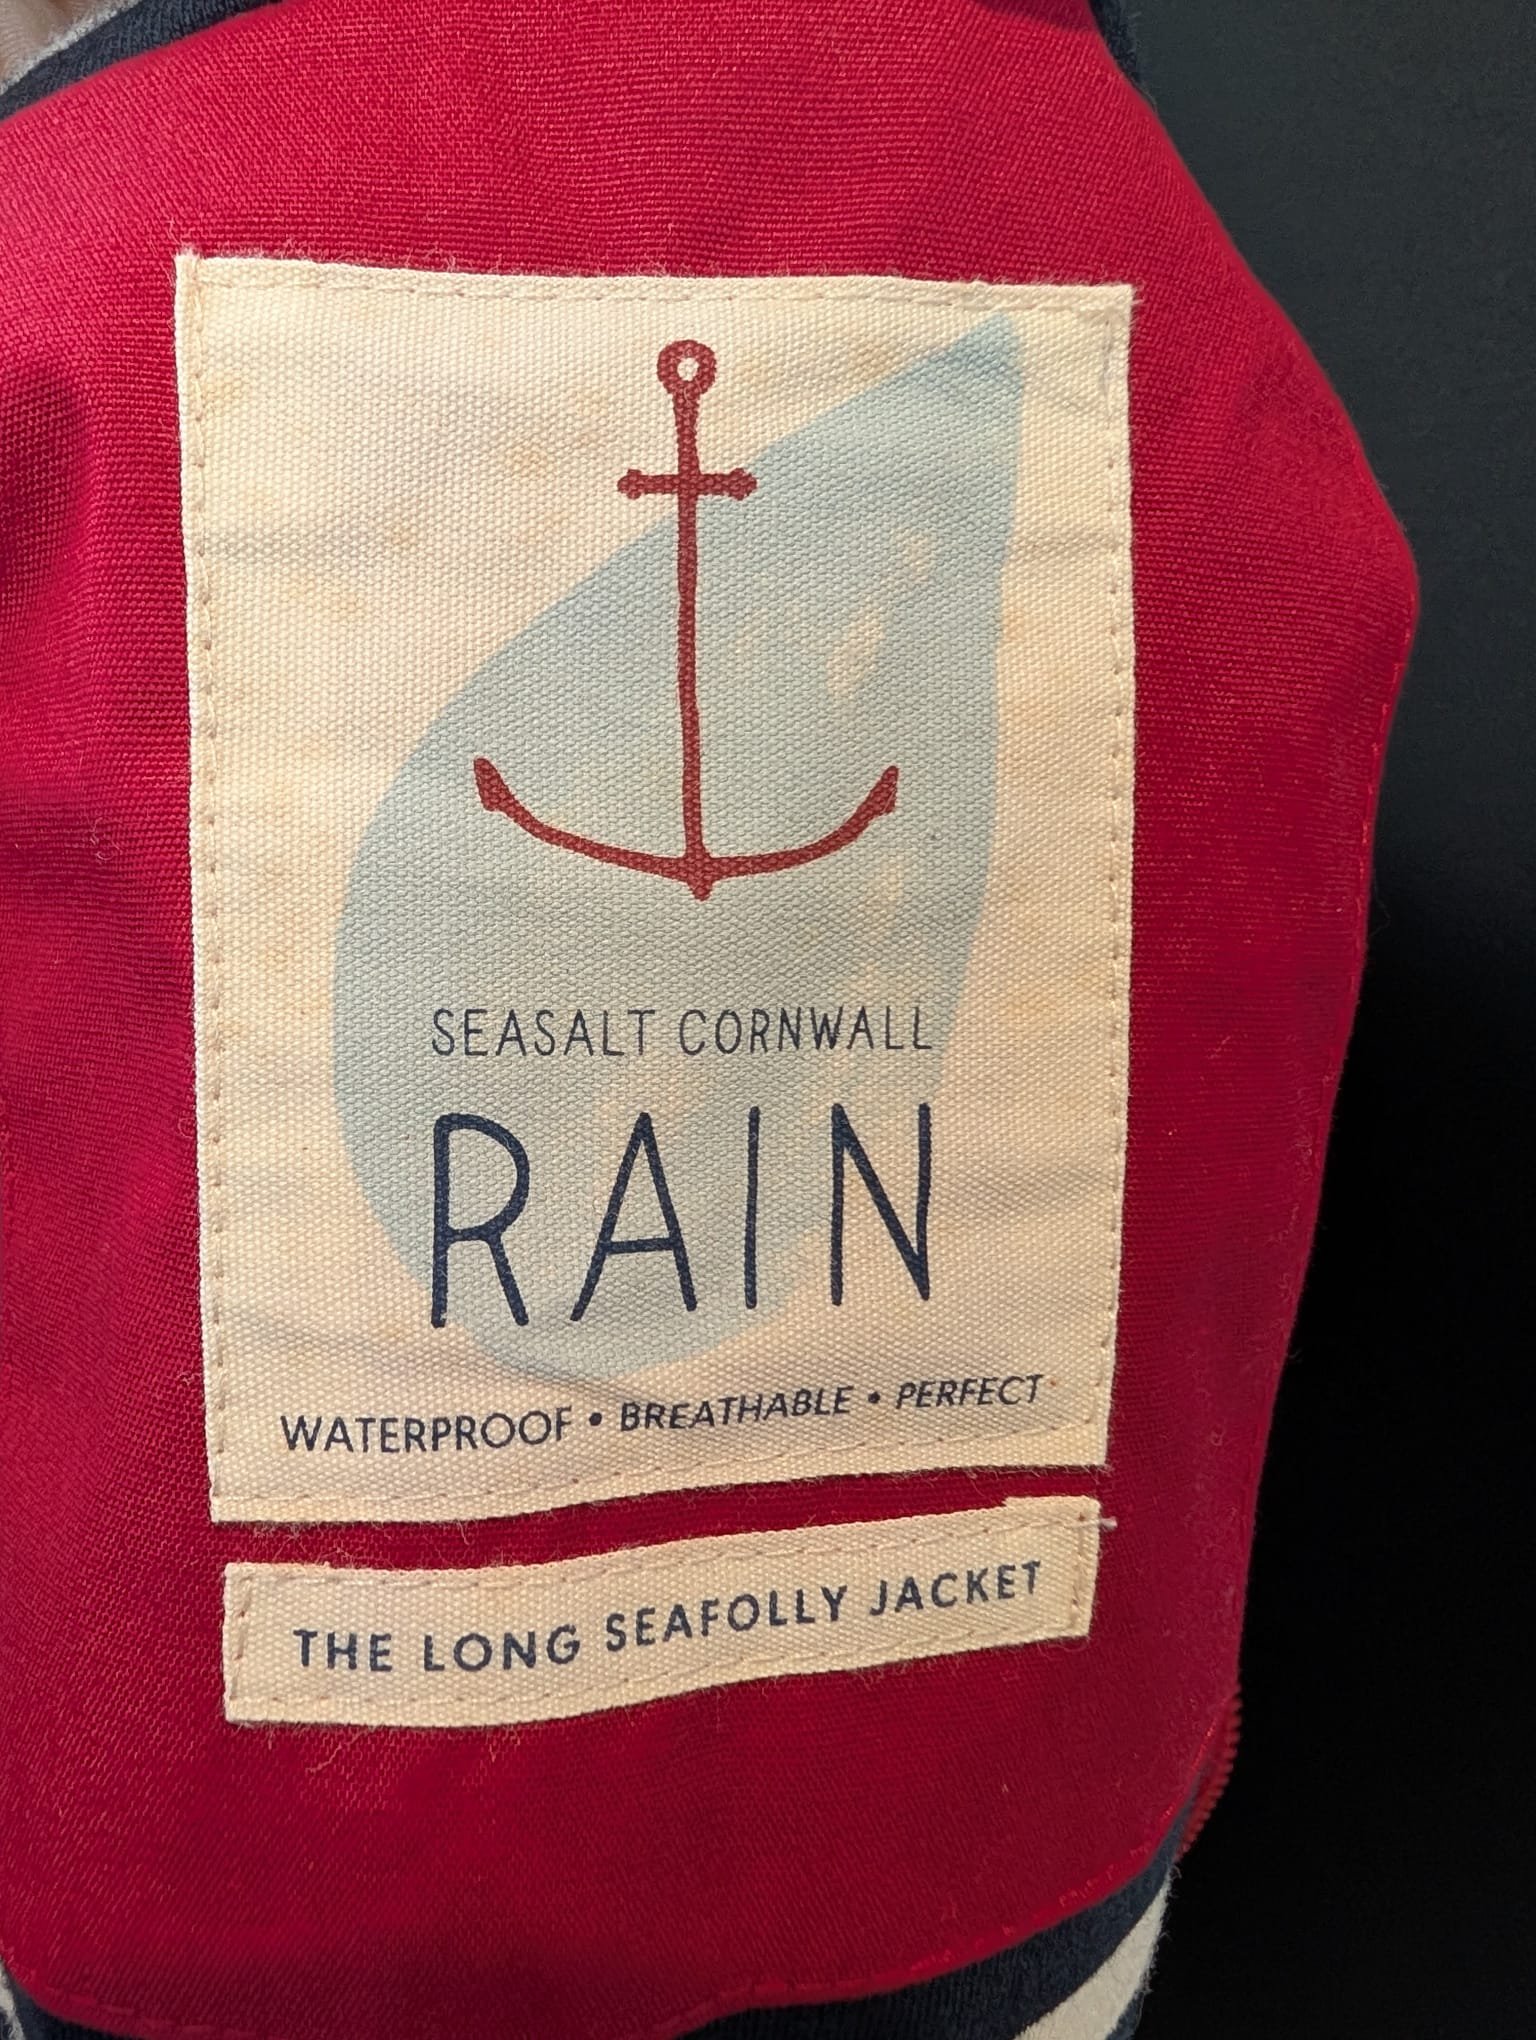 SEASALT CORNWALL
RAIN
WATERPROOF • BREATHABLE • PERFECT
THE LONG SEAFOLLY JACKET